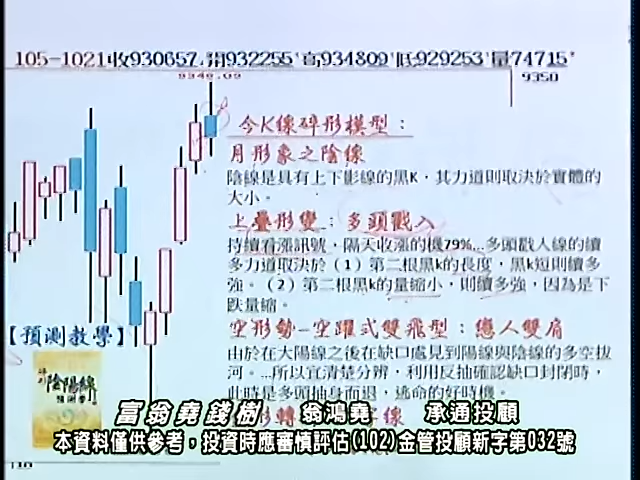 105-1021收930657.開932255'高934809'低929253'量74715
9348.09
9350
今K線碎形模型：
月形象之陰線
陰線是具有上下影線的黑K，其力道則取決於實體的
大小。
上疊形變：多頭戳入
持續看漲訊號，隔天收漲的機79%...多頭戳入線的續
多力道取決於（1）第二根黑k的長度，黑k短則續多
強。（2）第二根黑k的量縮小，則續多強，因為是下
跌量縮。
【預測教學】
空形勢－空躍式雙飛型：戀人雙肩
由於在大陽線之後在缺口處見到陽線與陰線的多空拔
河。...所以宜清楚分辨，利用反抽確認缺口封閉時，
此時是多頭抽身而退，逃命的好時機。
陰陽線
預測學
富翁堯錢樹 翁鴻堯 承通投顧
形轉
線
本資料僅供參考，投資時應審慎評估(102)金管投顧新字第032號